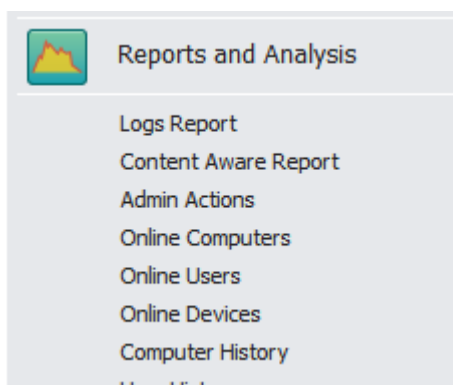 Reports and Analysis
Logs Report
Content Aware Report
Admin Actions
Online Computers
Online Users
Online Devices
Computer History